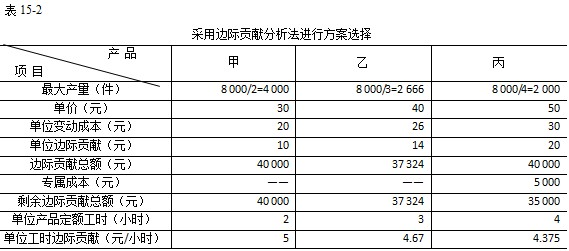 表 15-2
采用边际贡献分析法进行方案选择
产 品
项 目
甲 乙 丙
最大产量（件） 8 000/2=4 000 8 000/3=2 666 8 000/4=2 000
单价（元） 30 40 50
单位变动成本（元） 20 26 30
单位边际贡献（元） 10 14 20
边际贡献总额（元） 40 000 37 324 40 000
专属成本（元） —— —— 5 000
剩余边际贡献总额（元） 40 000 37 324 35 000
单位产品定额工时（小时） 2 3 4
单位工时边际贡献（元/小时） 5 4.67 4.375